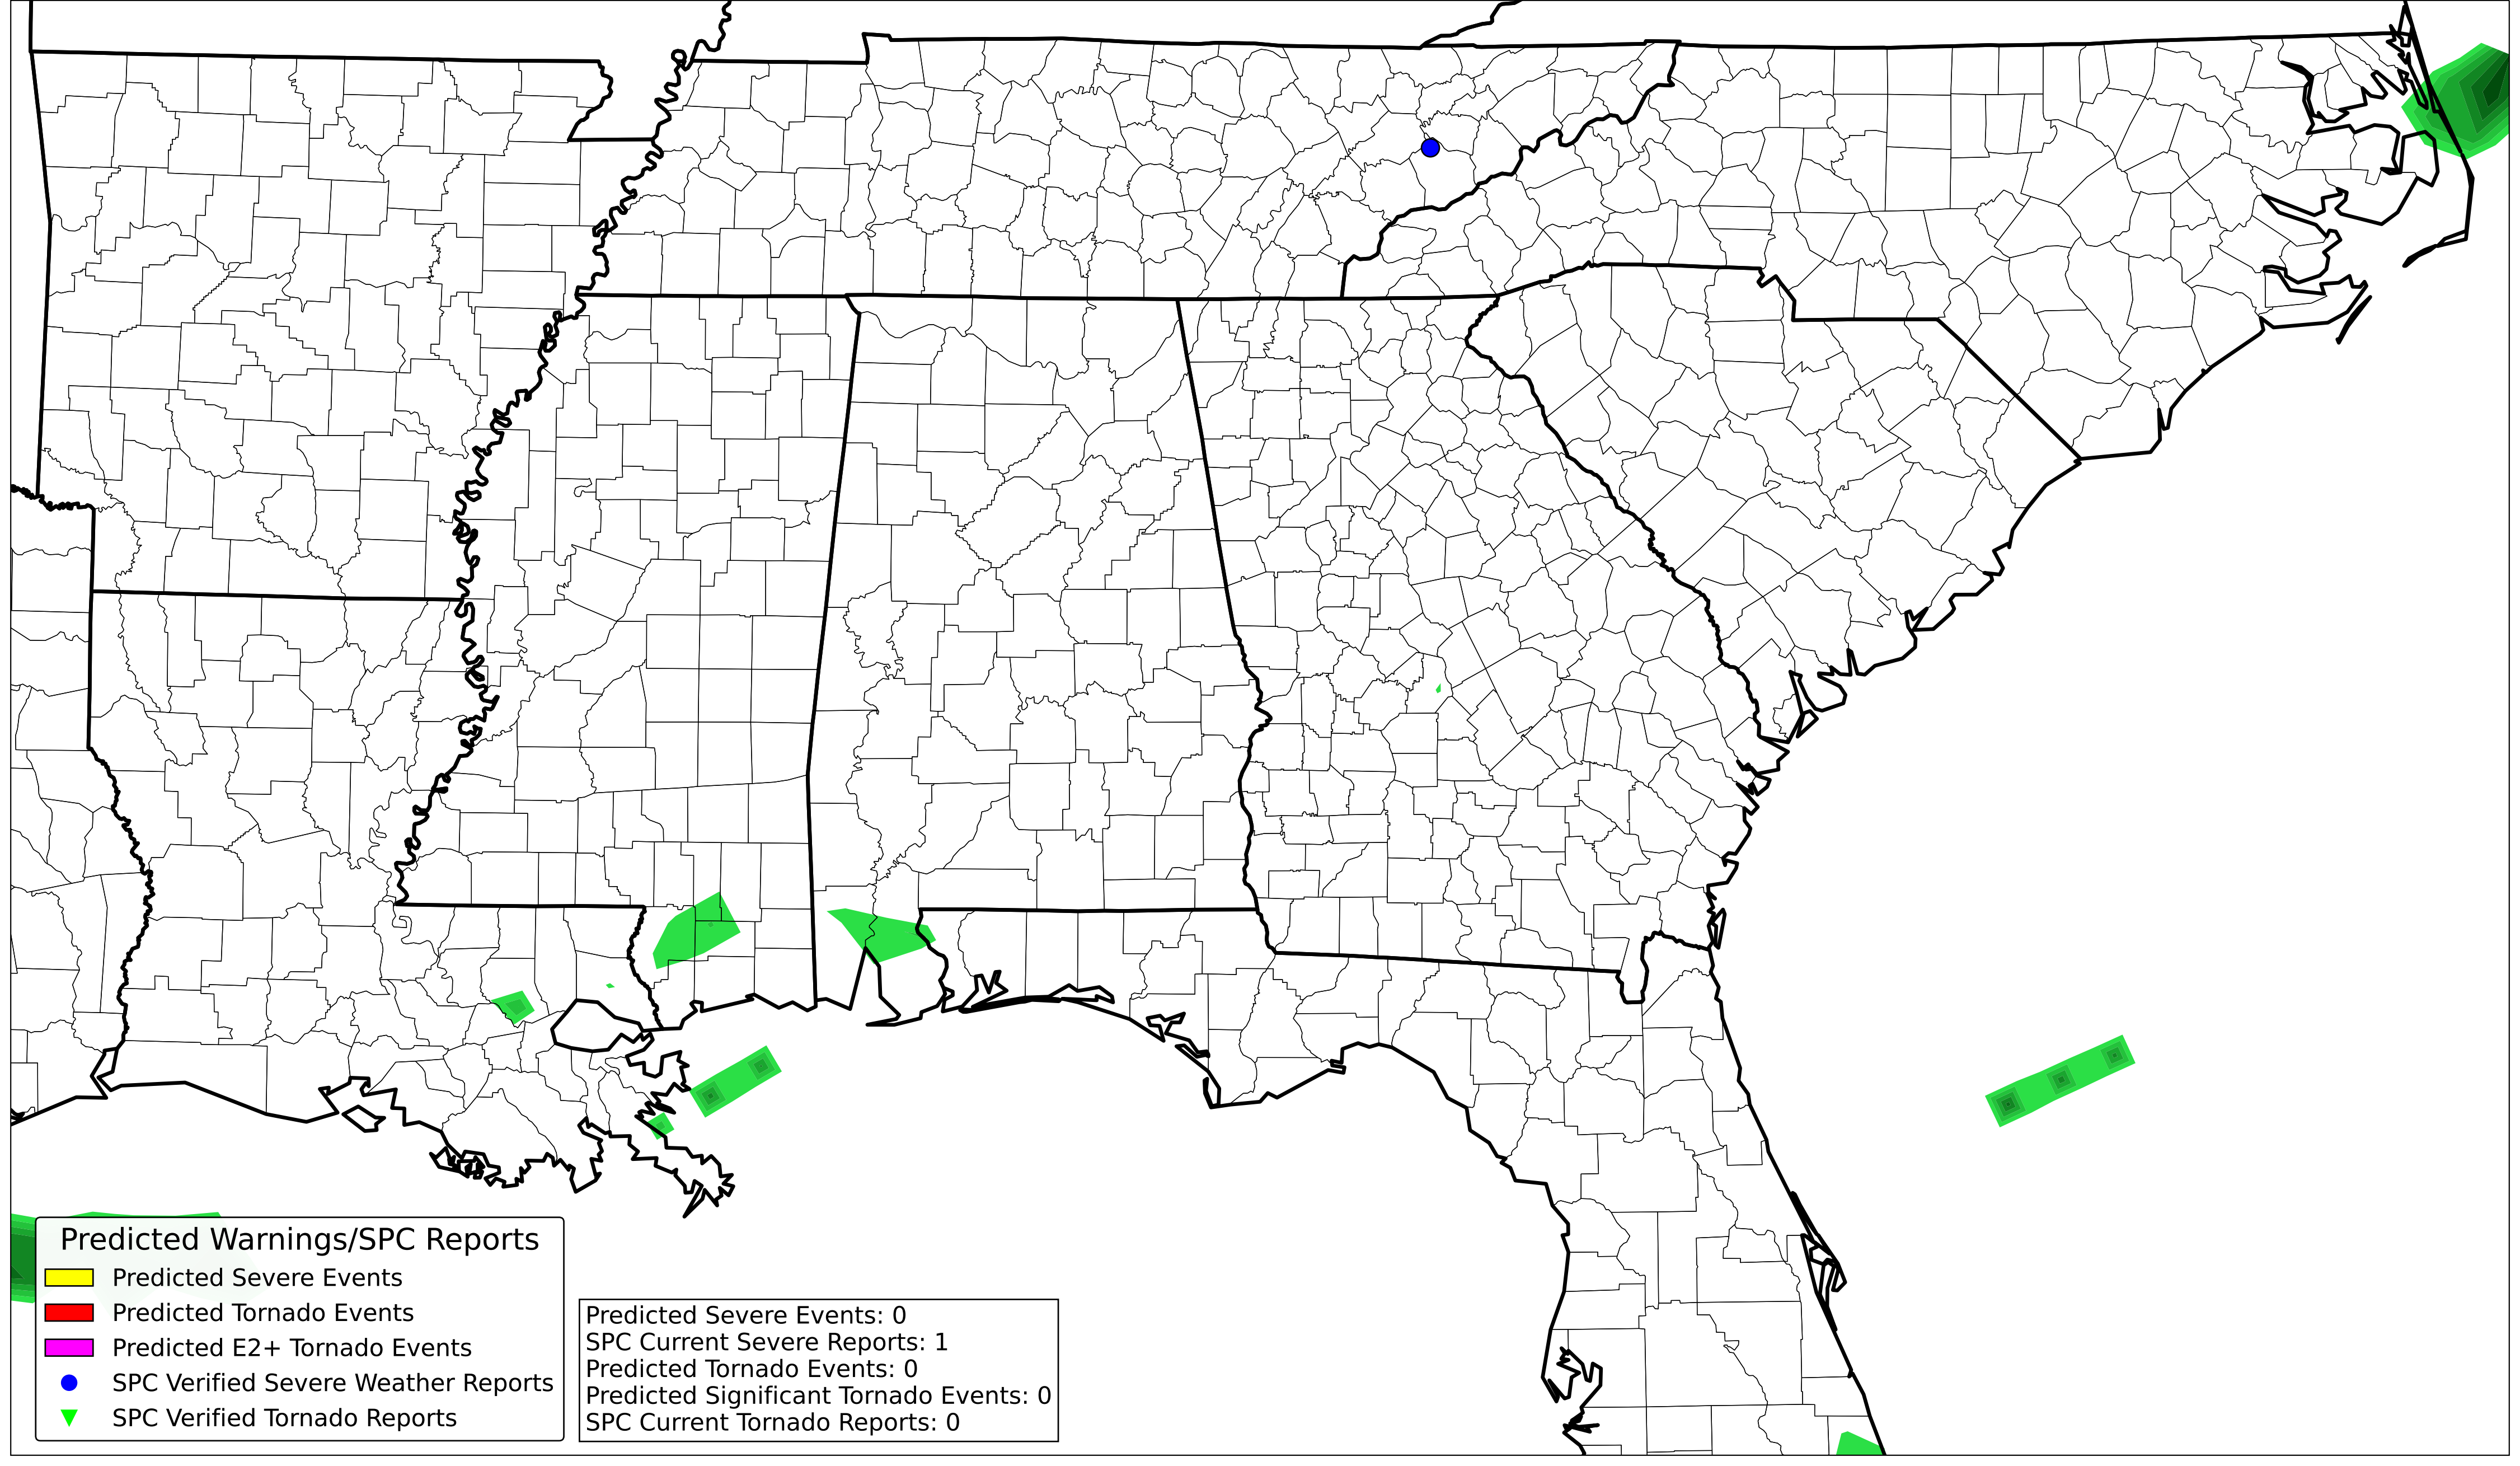 Predicted Warnings/SPC Reports
Predicted Severe Events
Predicted Tornado Events
Predicted E2+ Tornado Events
SPC Verified Severe Weather Reports
SPC Verified Tornado Reports
Predicted Severe Events: 0
SPC Current Severe Reports: 1
Predicted Tornado Events: 0
Predicted Significant Tornado Events: 0
SPC Current Tornado Reports: 0